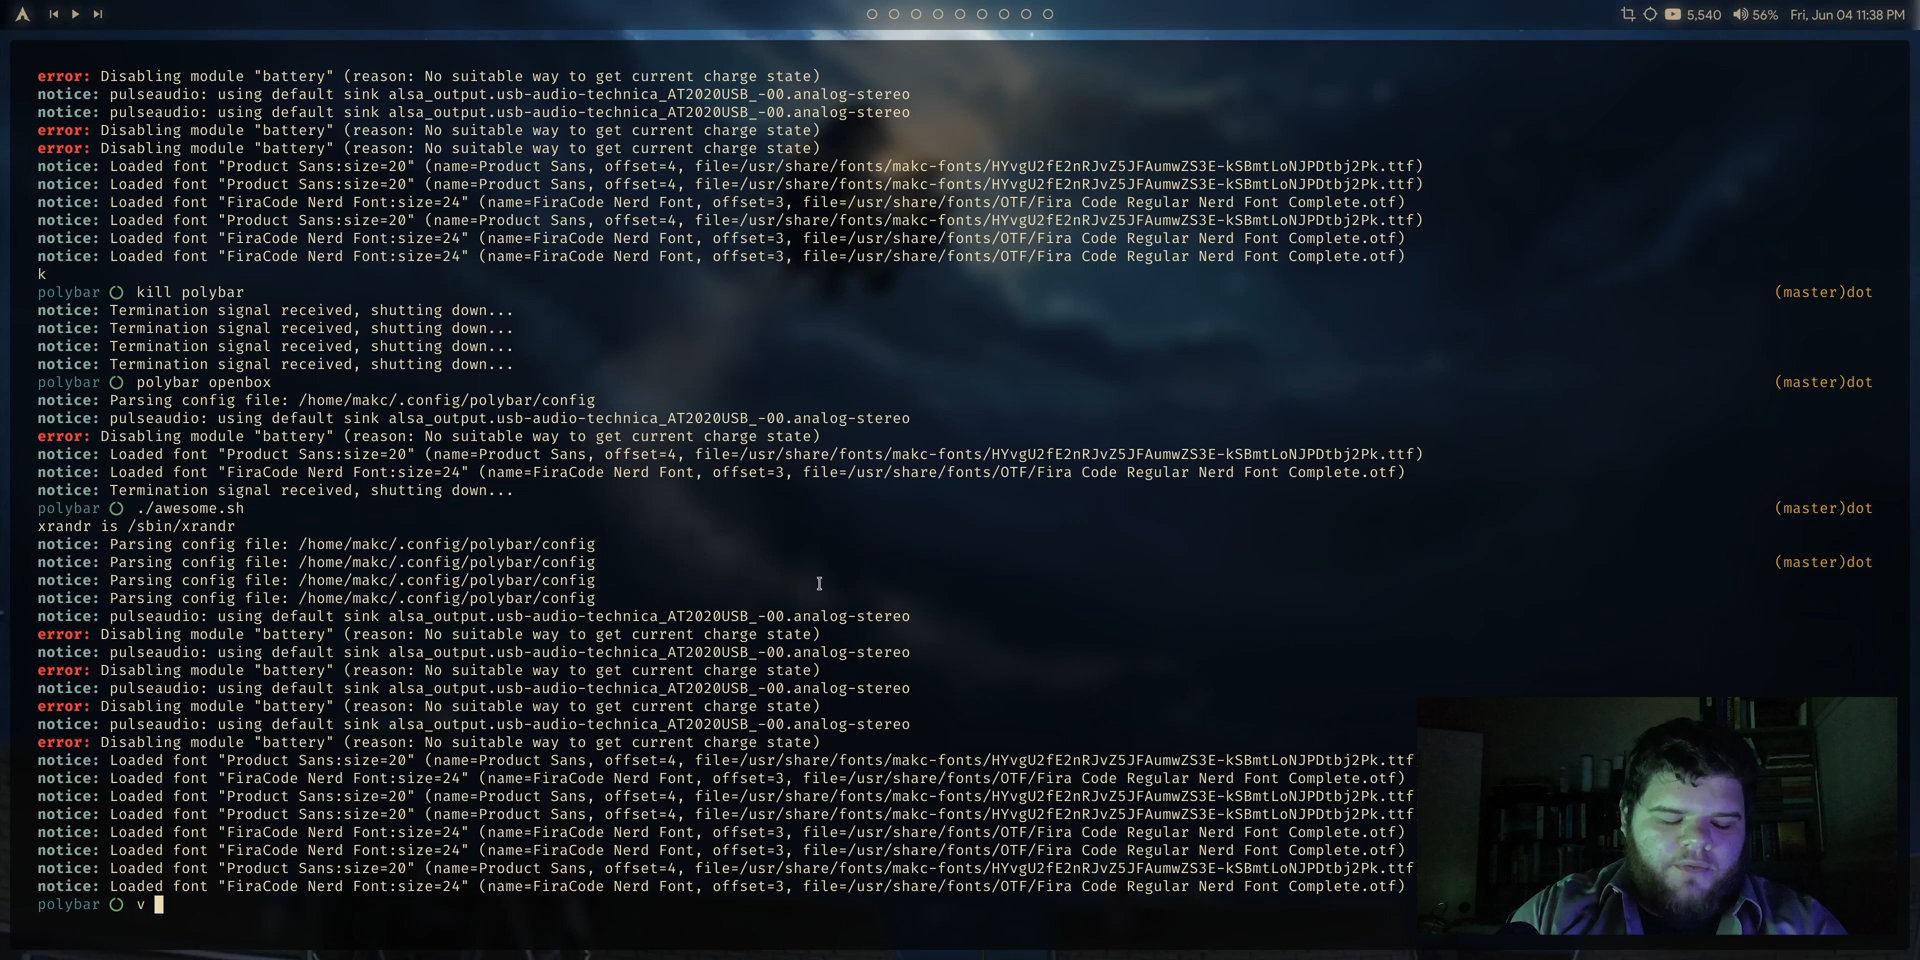 5,540 56% Fri, Jun 04 11:38 PM
error: Disabling module "battery" (reason: No suitable way to get current charge state)
notice: pulseaudio: using default sink alsa_output.usb-audio-technica_AT2020USB_-00.analog-stereo
notice: pulseaudio: using default sink alsa_output.usb-audio-technica_AT2020USB_-00.analog-stereo
error: Disabling module "battery" (reason: No suitable way to get current charge state)
error: Disabling module "battery" (reason: No suitable way to get current charge state)
notice: Loaded font "Product Sans:size=20" (name=Product Sans, offset=4, file=/usr/share/fonts/makc-fonts/HYvgU2fE2nRJvZ5JFAumwZS3E-kSBmtLoNJPDtbj2Pk.ttf)
notice: Loaded font "Product Sans:size=20" (name=Product Sans, offset=4, file=/usr/share/fonts/makc-fonts/HYvgU2fE2nRJvZ5JFAumwZS3E-kSBmtLoNJPDtbj2Pk.ttf)
notice: Loaded font "FiraCode Nerd Font:size=24" (name=FiraCode Nerd Font, offset=3, file=/usr/share/fonts/OTF/Fira Code Regular Nerd Font Complete.otf)
notice: Loaded font "Product Sans:size=20" (name=Product Sans, offset=4, file=/usr/share/fonts/makc-fonts/HYvgU2fE2nRJvZ5JFAumwZS3E-kSBmtLoNJPDtbj2Pk.ttf)
notice: Loaded font "FiraCode Nerd Font:size=24" (name=FiraCode Nerd Font, offset=3, file=/usr/share/fonts/OTF/Fira Code Regular Nerd Font Complete.otf)
notice: Loaded font "FiraCode Nerd Font:size=24" (name=FiraCode Nerd Font, offset=3, file=/usr/share/fonts/OTF/Fira Code Regular Nerd Font Complete.otf)
k
polybar kill polybar (master)dot
notice: Termination signal received, shutting down...
notice: Termination signal received, shutting down...
notice: Termination signal received, shutting down...
notice: Termination signal received, shutting down...
polybar polybar openbox (master)dot
notice: Parsing config file: /home/makc/.config/polybar/config
notice: pulseaudio: using default sink alsa_output.usb-audio-technica_AT2020USB_-00.analog-stereo
error: Disabling module "battery" (reason: No suitable way to get current charge state)
notice: Loaded font "Product Sans:size=20" (name=Product Sans, offset=4, file=/usr/share/fonts/makc-fonts/HYvgU2fE2nRJvZ5JFAumwZS3E-kSBmtLoNJPDtbj2Pk.ttf)
notice: Loaded font "FiraCode Nerd Font:size=24" (name=FiraCode Nerd Font, offset=3, file=/usr/share/fonts/OTF/Fira Code Regular Nerd Font Complete.otf)
notice: Termination signal received, shutting down...
polybar ./awesome.sh (master)dot
xrandr is /sbin/xrandr
notice: Parsing config file: /home/makc/.config/polybar/config
notice: Parsing config file: /home/makc/.config/polybar/config (master)dot
notice: Parsing config file: /home/makc/.config/polybar/config
notice: Parsing config file: /home/makc/.config/polybar/config
notice: pulseaudio: using default sink alsa_output.usb-audio-technica_AT2020USB_-00.analog-stereo
error: Disabling module "battery" (reason: No suitable way to get current charge state)
notice: pulseaudio: using default sink alsa_output.usb-audio-technica_AT2020USB_-00.analog-stereo
error: Disabling module "battery" (reason: No suitable way to get current charge state)
notice: pulseaudio: using default sink alsa_output.usb-audio-technica_AT2020USB_-00.analog-stereo
error: Disabling module "battery" (reason: No suitable way to get current charge state)
notice: pulseaudio: using default sink alsa_output.usb-audio-technica_AT2020USB_-00.analog-stereo
error: Disabling module "battery" (reason: No suitable way to get current charge state)
notice: Loaded font "Product Sans:size=20" (name=Product Sans, offset=4, file=/usr/share/fonts/makc-fonts/HYvgU2fE2nRJvZ5JFAumwZS3E-kSBmtLoNJPDtbj2Pk.ttf
notice: Loaded font "FiraCode Nerd Font:size=24" (name=FiraCode Nerd Font, offset=3, file=/usr/share/fonts/OTF/Fira Code Regular Nerd Font Complete.otf)
notice: Loaded font "Product Sans:size=20" (name=Product Sans, offset=4, file=/usr/share/fonts/makc-fonts/HYvgU2fE2nRJvZ5JFAumwZS3E-kSBmtLoNJPDtbj2Pk.ttf
notice: Loaded font "Product Sans:size=20" (name=Product Sans, offset=4, file=/usr/share/fonts/makc-fonts/HYvgU2fE2nRJvZ5JFAumwZS3E-kSBmtLoNJPDtbj2Pk.ttf
notice: Loaded font "FiraCode Nerd Font:size=24" (name=FiraCode Nerd Font, offset=3, file=/usr/share/fonts/OTF/Fira Code Regular Nerd Font Complete.otf)
notice: Loaded font "FiraCode Nerd Font:size=24" (name=FiraCode Nerd Font, offset=3, file=/usr/share/fonts/OTF/Fira Code Regular Nerd Font Complete.otf)
notice: Loaded font "Product Sans:size=20" (name=Product Sans, offset=4, file=/usr/share/fonts/makc-fonts/HYvgU2fE2nRJvZ5JFAumwZS3E-kSBmtLoNJPDtbj2Pk.ttf
notice: Loaded font "FiraCode Nerd Font:size=24" (name=FiraCode Nerd Font, offset=3, file=/usr/share/fonts/OTF/Fira Code Regular Nerd Font Complete.otf)
polybar v